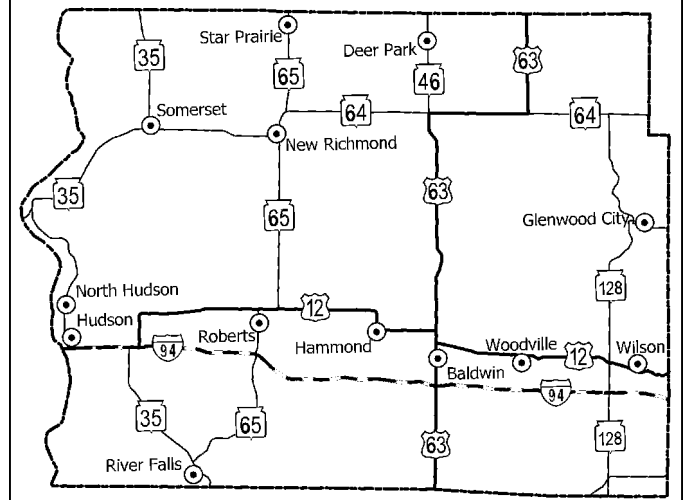 Star Prairie
35
Deer Park
63
65
46
Somerset
64
64
New Richmond
35
63
65
Glenwood City
North Hudson
128
12
Hudson
Roberts
Hammond
Woodville
12
Wilson
94
Baldwin
94
35
65
63
128
River Falls